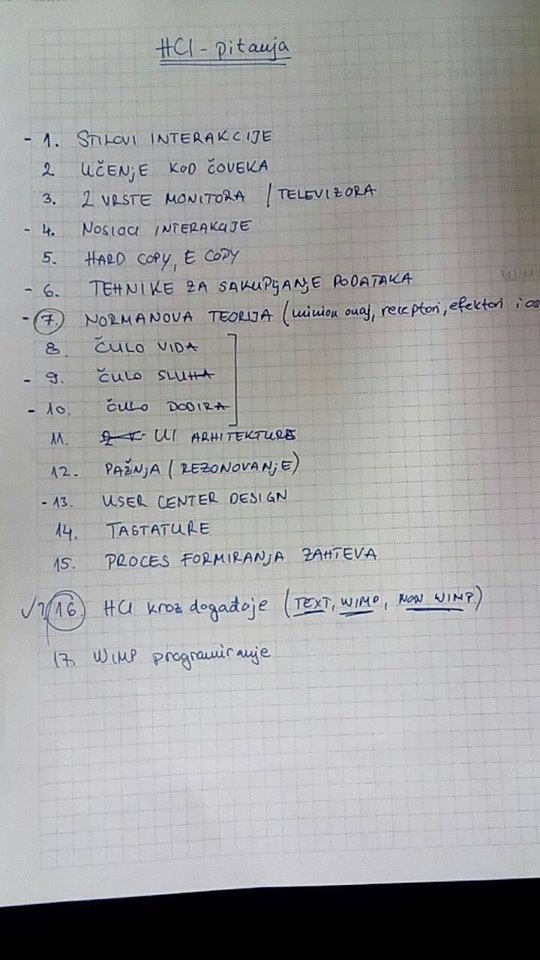 HCI - pitanja
- 1. STILOVI INTERAKCIJE
2. UČENJE KOD ČOVEKA
3. 2 VRSTE MONITORA / TELEVIZORA
- 4. NOSIOCI INTERAKCIJE
5. HARD COPY, E COPY
- 6. TEHNIKE ZA SAKUPLJANJE PODATAKA
- 7. NORMANOVA TEORIJA (minion onaj, receptori, efektori i
8. ČULO VIDA
- 9. ČULO SLUHA
- 10. ČULO DODIRA
11. UI ARHITEKTURE
12. PAŽNJA (REZONOVANJE)
- 13. USER CENTER DESIGN
14. TASTATURE
15. PROCES FORMIRANJA ZAHTEVA
✓? 16. HCI kroz događaje (TEXT, WIMP, NON WIMP)
17. WIMP programiranje